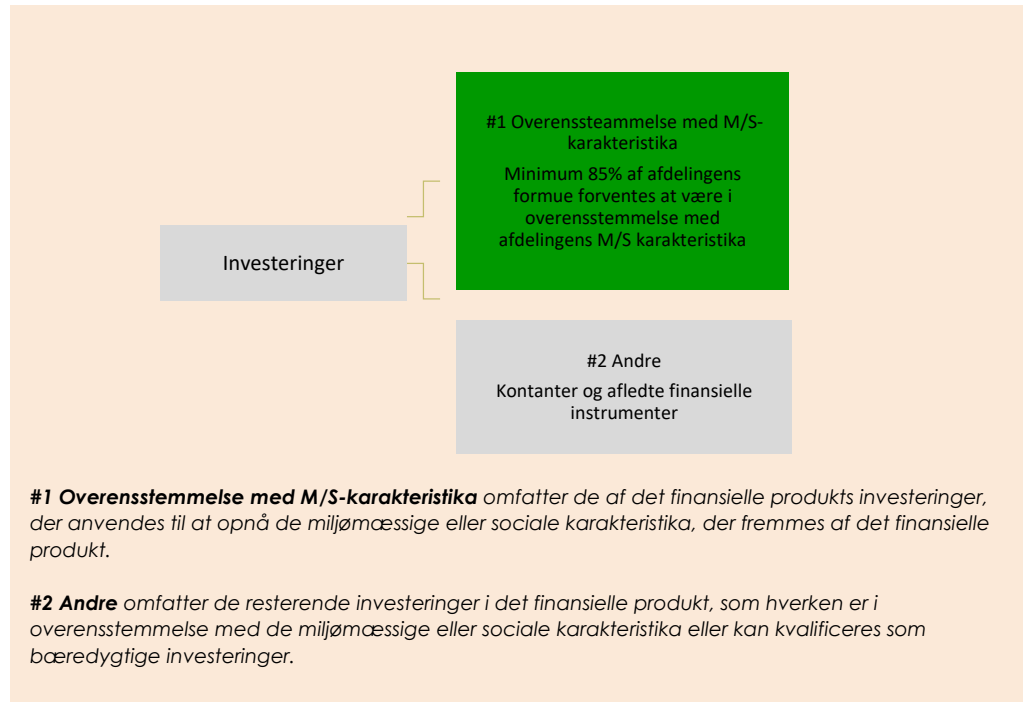 #1 Overenssteammelse med M/S-
karakteristika
Minimum 85% af afdelingens
formue forventes at være i
overensstemmelse med
afdelingens M/S karakteristika
Investeringer
#2 Andre
Kontanter og afledte finansielle
instrumenter
#1 Overensstemmelse med M/S-karakteristika omfatter de af det finansielle produkts investeringer,
der anvendes til at opnå de miljømæssige eller sociale karakteristika, der fremmes af det finansielle
produkt.
#2 Andre omfatter de resterende investeringer i det finansielle produkt, som hverken er i
overensstemmelse med de miljømæssige eller sociale karakteristika eller kan kvalificeres som
bæredygtige investeringer.